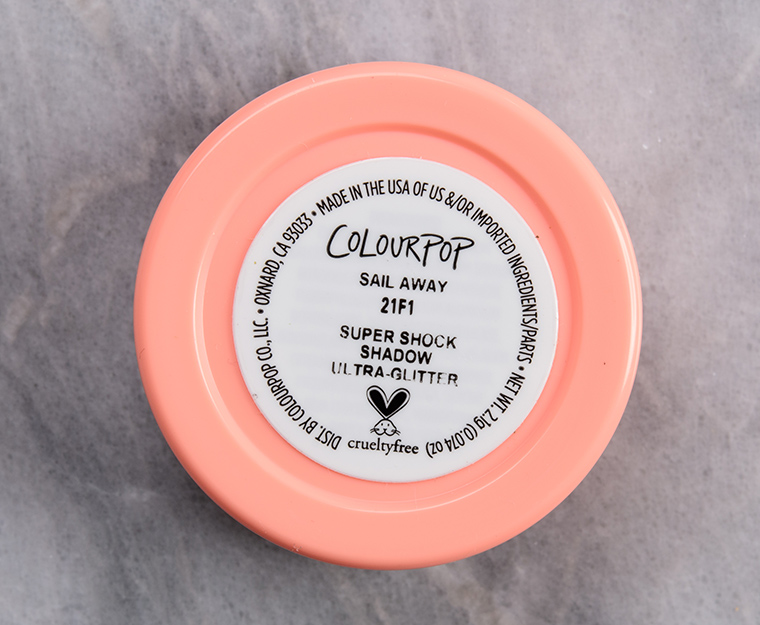 COLOURPOP
SAIL AWAY
21F1
SUPER SHOCK
SHADOW
ULTRA-GLITTER
crueltyfree
DIST. BY COLOURPOP CO., LLC. • OXNARD, CA 93033 • MADE IN THE USA OF US &/OR IMPORTED INGREDIENTS/PARTS • NET WT. 2.1g (0.074 oz)